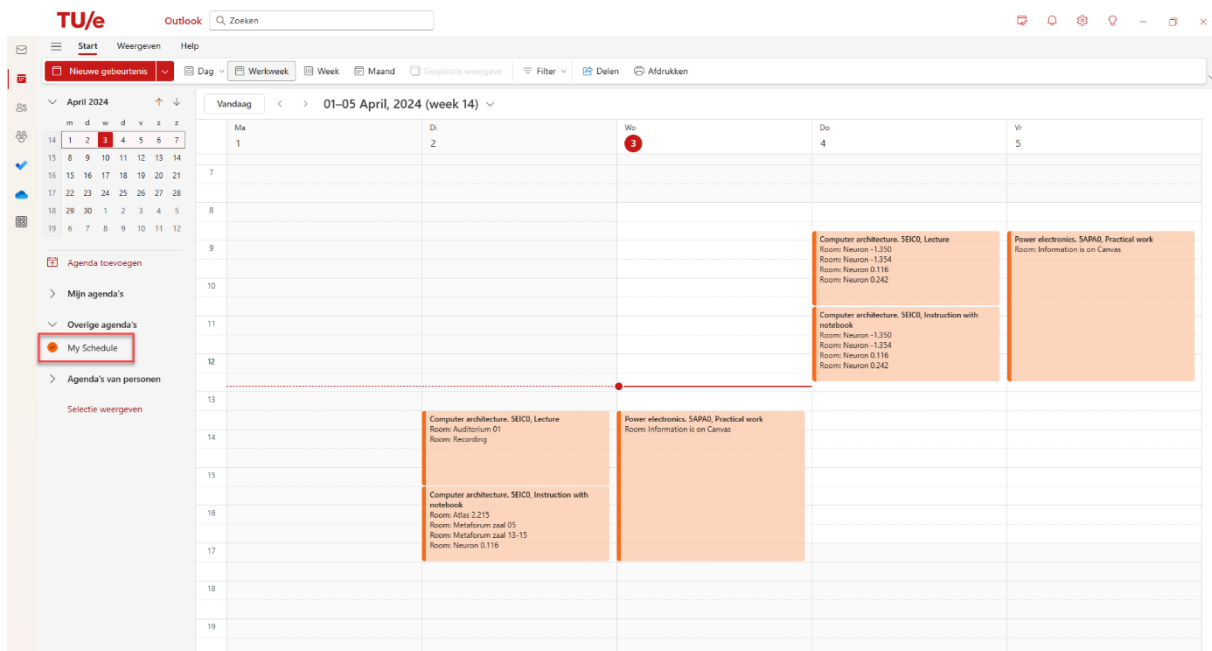 TU/e
Outlook
Zoeken
Start Weergeven Help
Nieuwe gebeurtenis
Dag
Werkweek
Week
Maand
Gesplitste weergave
Filter
Delen
Afdrukken
April 2024
m d w d v z z
14 1 2 3 4 5 6 7
15 8 9 10 11 12 13 14
16 15 16 17 18 19 20 21
17 22 23 24 25 26 27 28
18 29 30 1 2 3 4 5
19 6 7 8 9 10 11 12
Agenda toevoegen
Mijn agenda's
Overige agenda's
My Schedule
Agenda's van personen
Selectie weergeven
Vandaag
01–05 April, 2024 (week 14)
Ma
1
Di
2
Wo
3
Do
4
Vr
5
7
8
9
10
11
12
13
14
15
16
17
18
19
Computer architecture. 5EIC0, Lecture
Room: Auditorium 01
Room: Recording
Computer architecture. 5EIC0, Instruction with
notebook
Room: Atlas 2.215
Room: Metaforum zaal 05
Room: Metaforum zaal 13-15
Room: Neuron 0.116
Power electronics. 5APA0, Practical work
Room: Information is on Canvas
Computer architecture. 5EIC0, Lecture
Room: Neuron -1.350
Room: Neuron -1.354
Room: Neuron 0.116
Room: Neuron 0.242
Computer architecture. 5EIC0, Instruction with
notebook
Room: Neuron -1.350
Room: Neuron -1.354
Room: Neuron 0.116
Room: Neuron 0.242
Power electronics. 5APA0, Practical work
Room: Information is on Canvas